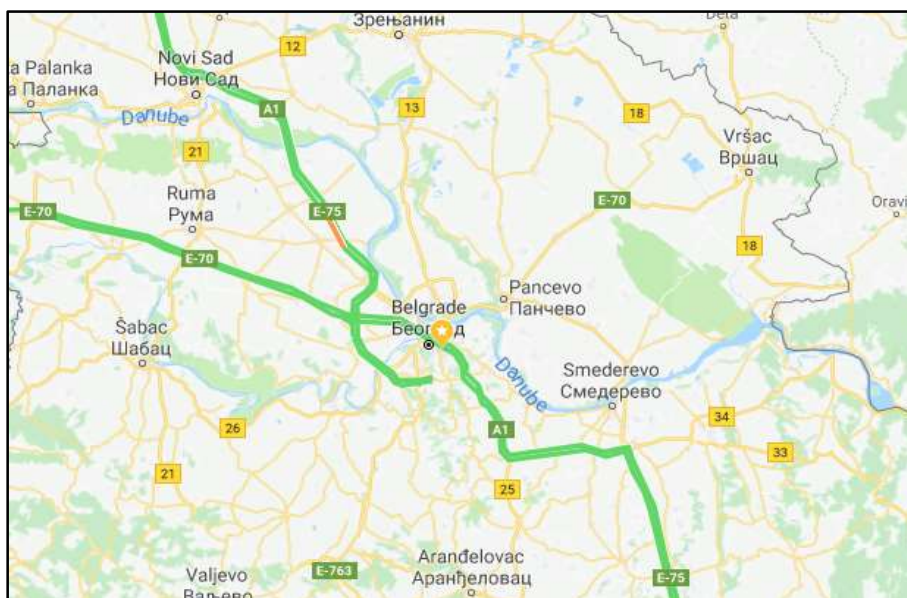 Зрењанин
Deta
Novi Sad
Нови Сад
12
a Palanka
а Паланка
A1
13
18
Danube
21
Vršac
Вршац
Ruma
Рума
E-70
E-75
E-70
Oravi
18
E-70
Pancevo
Панчево
Belgrade
Београд
Šabac
Шабац
Danube
Smederevo
Смедерево
34
26
A1
33
21
25
Aranđelovac
Аранђеловац
E-763
Valjevo
Ваљево
E-75